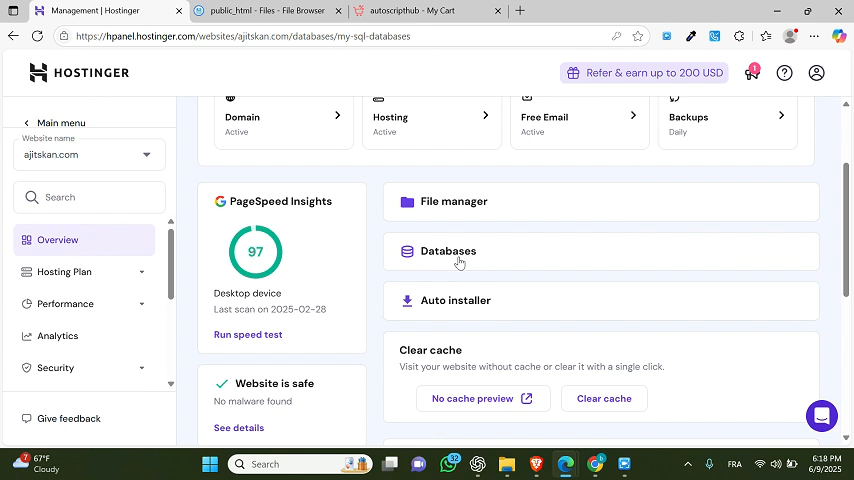 Management | Hostinger
public_html - Files - File Browser
autoscripthub - My Cart
https://hpanel.hostinger.com/websites/ajitskan.com/databases/my-sql-databases
HOSTINGER
Refer & earn up to 200 USD
1
Main menu
Website name
ajitskan.com
Search
Overview
Hosting Plan
Performance
Analytics
Security
Give feedback
Domain
Active
Hosting
Active
Free Email
Active
Backups
Daily
PageSpeed Insights
97
Desktop device
Last scan on 2025-02-28
Run speed test
Website is safe
No malware found
See details
File manager
Databases
Auto installer
Clear cache
Visit your website without cache or clear it with a single click.
No cache preview
Clear cache
7
67°F
Cloudy
Search
32
b
FRA
6:18 PM
6/9/2025